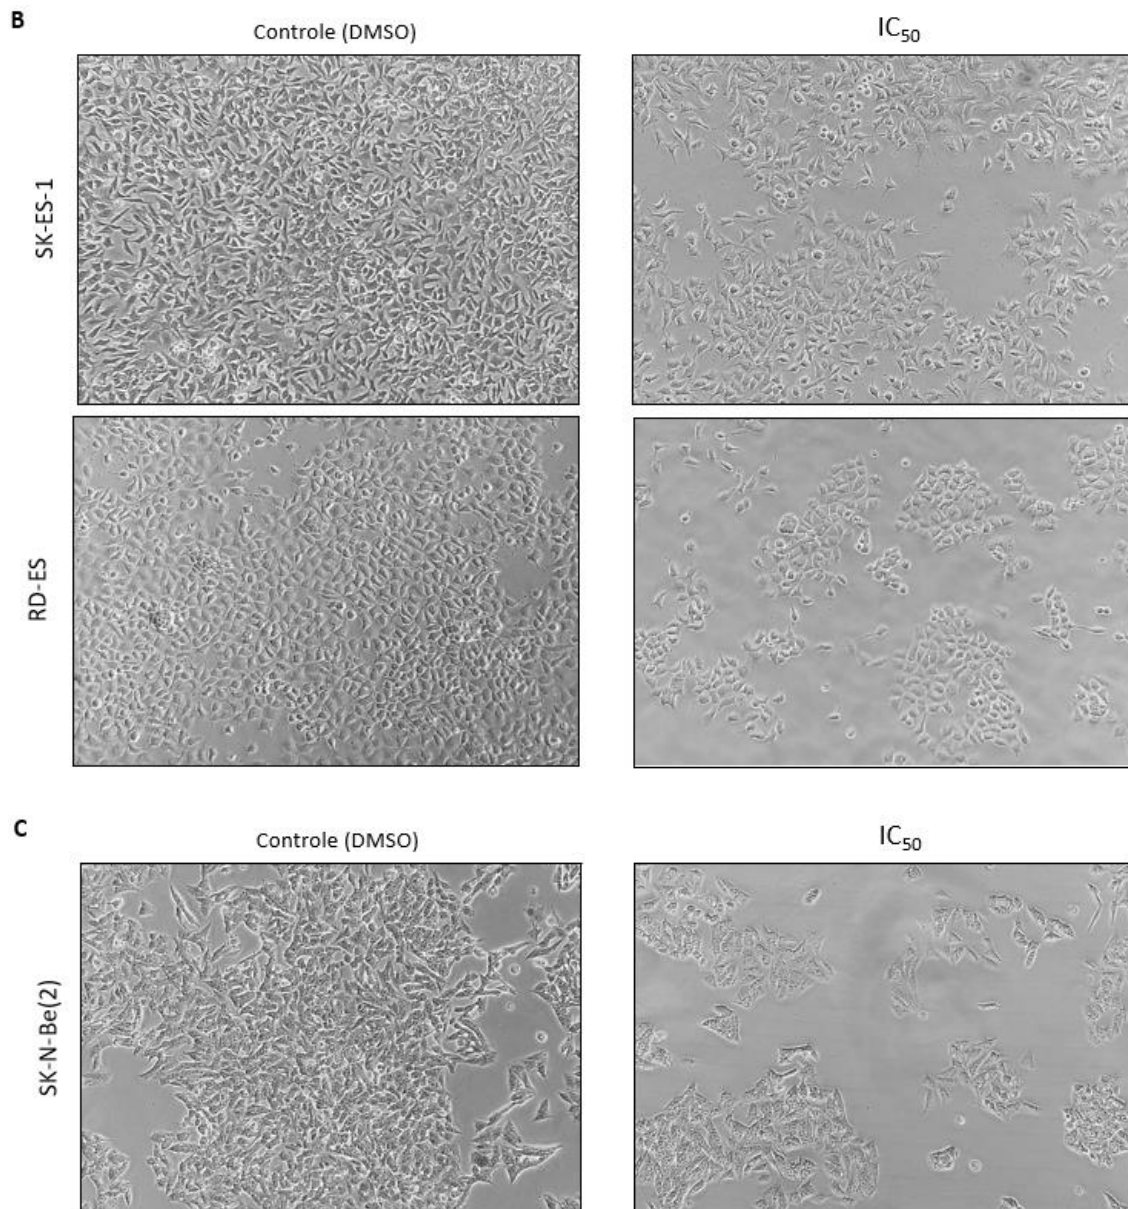 B
Controle (DMSO)
IC50
SK-ES-1
RD-ES
C
Controle (DMSO)
IC50
SK-N-Be(2)